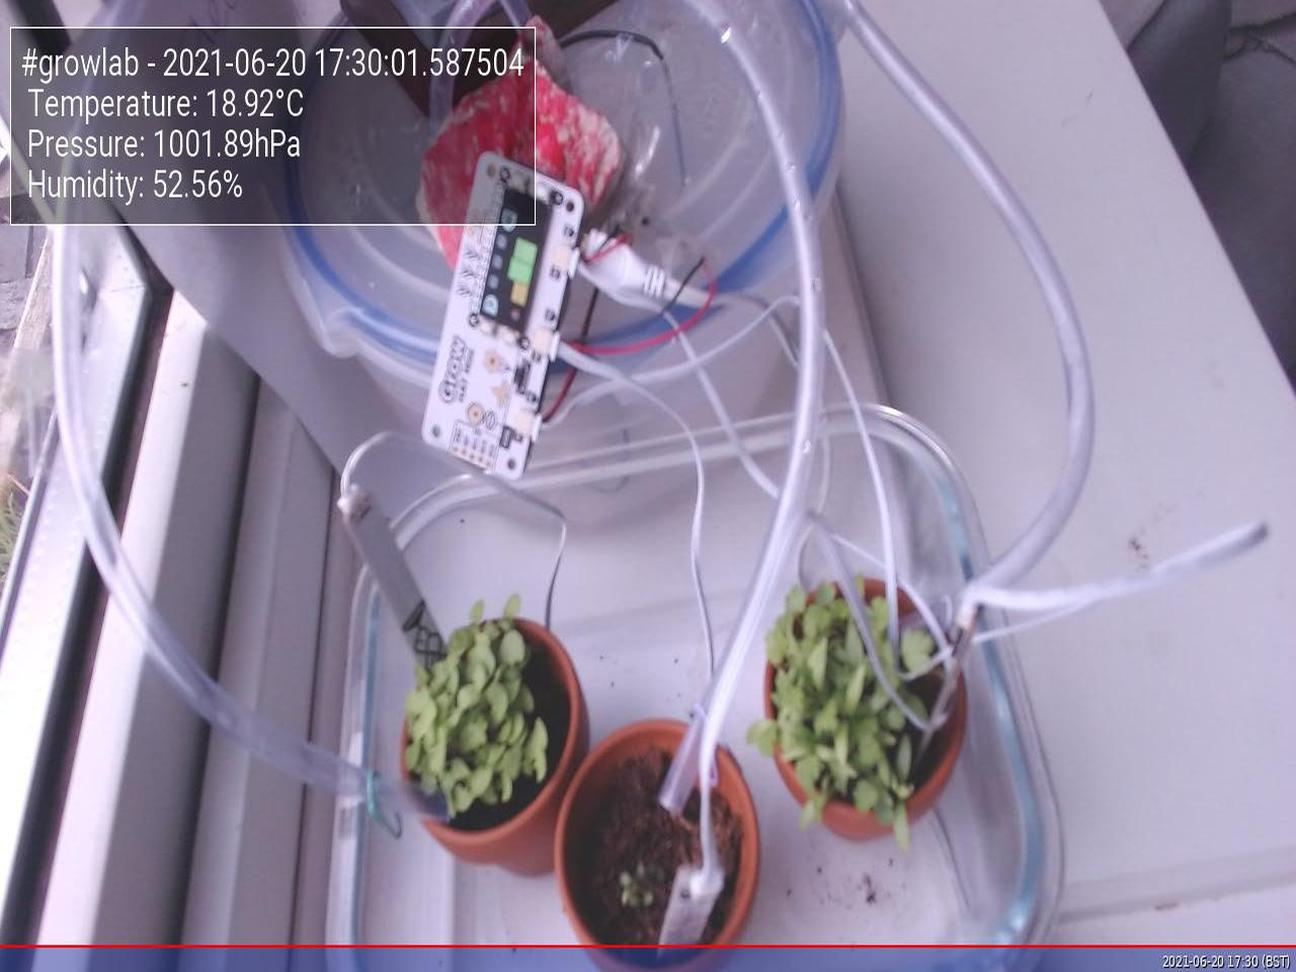 #growlab - 2021-06-20 17:30:01.587504
Temperature: 18.92°C
Pressure: 1001.89hPa
Humidity: 52.56%
GROW
2021-06-20 17:30 (BST)